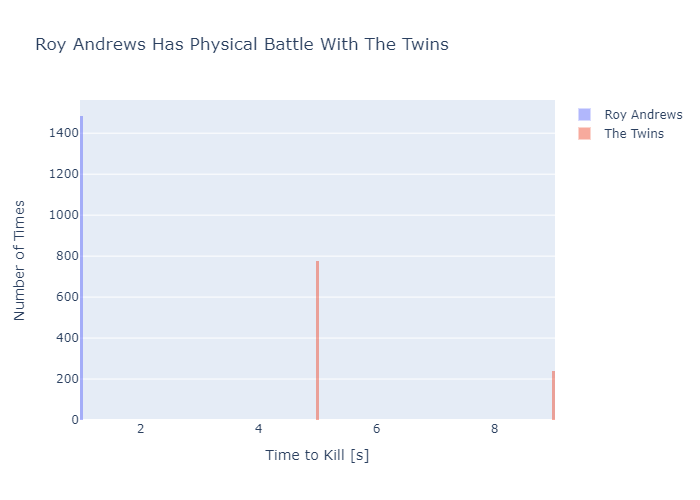 Roy Andrews Has Physical Battle With The Twins
Roy Andrews
The Twins
Number of Times
1400
1200
1000
800
600
400
200
0
2 4 6 8
Time to Kill [s]